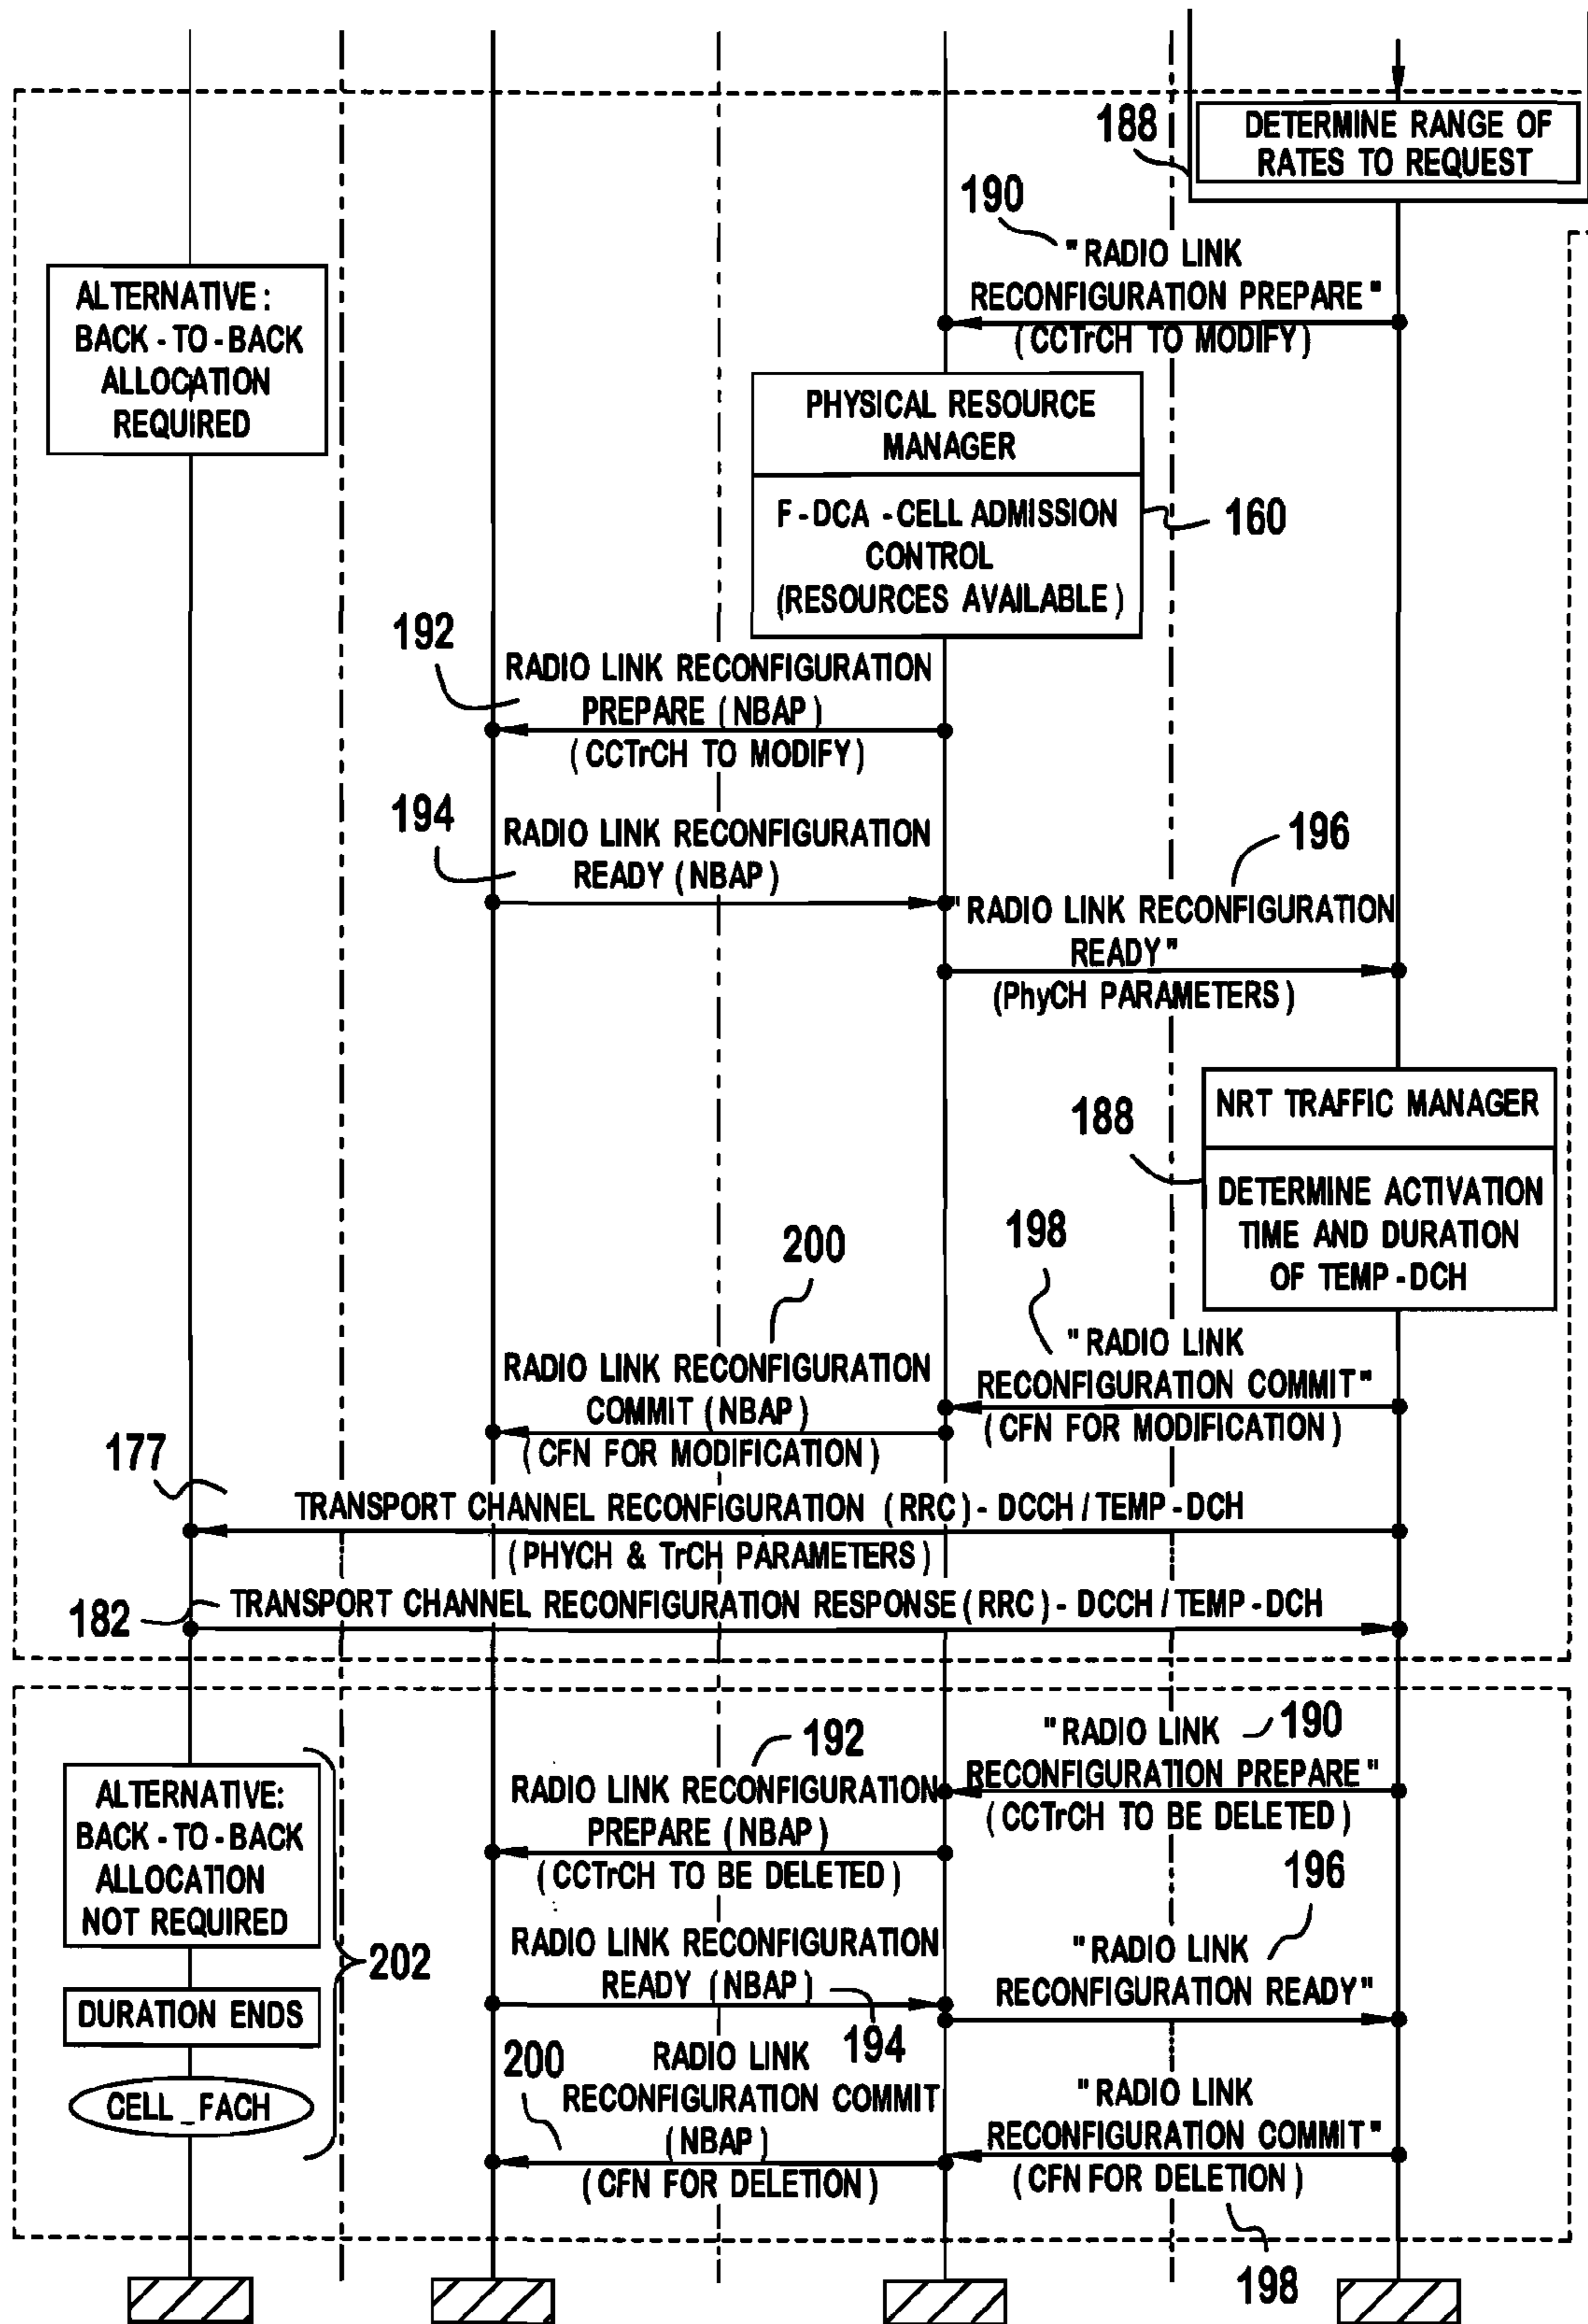 188
DETERMINE RANGE OF
RATES TO REQUEST
190
"RADIO LINK
RECONFIGURATION PREPARE"
(CCTrCH TO MODIFY)
ALTERNATIVE:
BACK-TO-BACK
ALLOCATION
REQUIRED
PHYSICAL RESOURCE
MANAGER
F-DCA-CELL ADMISSION
CONTROL
(RESOURCES AVAILABLE)
160
192
RADIO LINK RECONFIGURATION
PREPARE (NBAP)
(CCTrCH TO MODIFY)
194
RADIO LINK RECONFIGURATION
READY (NBAP)
196
"RADIO LINK RECONFIGURATION
READY"
(PhyCH PARAMETERS)
188
NRT TRAFFIC MANAGER
DETERMINE ACTIVATION
TIME AND DURATION
OF TEMP-DCH
198
"RADIO LINK
RECONFIGURATION COMMIT"
(CFN FOR MODIFICATION)
200
RADIO LINK RECONFIGURATION
COMMIT (NBAP)
(CFN FOR MODIFICATION)
177
TRANSPORT CHANNEL RECONFIGURATION (RRC)-DCCH/TEMP-DCH
(PHYCH & TrCH PARAMETERS)
182
TRANSPORT CHANNEL RECONFIGURATION RESPONSE(RRC)-DCCH/TEMP-DCH
"RADIO LINK
190
RECONFIGURATION PREPARE"
(CCTrCH TO BE DELETED)
192
RADIO LINK RECONFIGURATION
PREPARE (NBAP)
(CCTrCH TO BE DELETED)
ALTERNATIVE:
BACK-TO-BACK
ALLOCATION
NOT REQUIRED
DURATION ENDS
CELL_FACH
202
RADIO LINK RECONFIGURATION
READY (NBAP)
194
196
"RADIO LINK
RECONFIGURATION READY"
200
RADIO LINK
RECONFIGURATION COMMIT
(NBAP)
(CFN FOR DELETION)
"RADIO LINK
RECONFIGURATION COMMIT"
(CFN FOR DELETION)
198